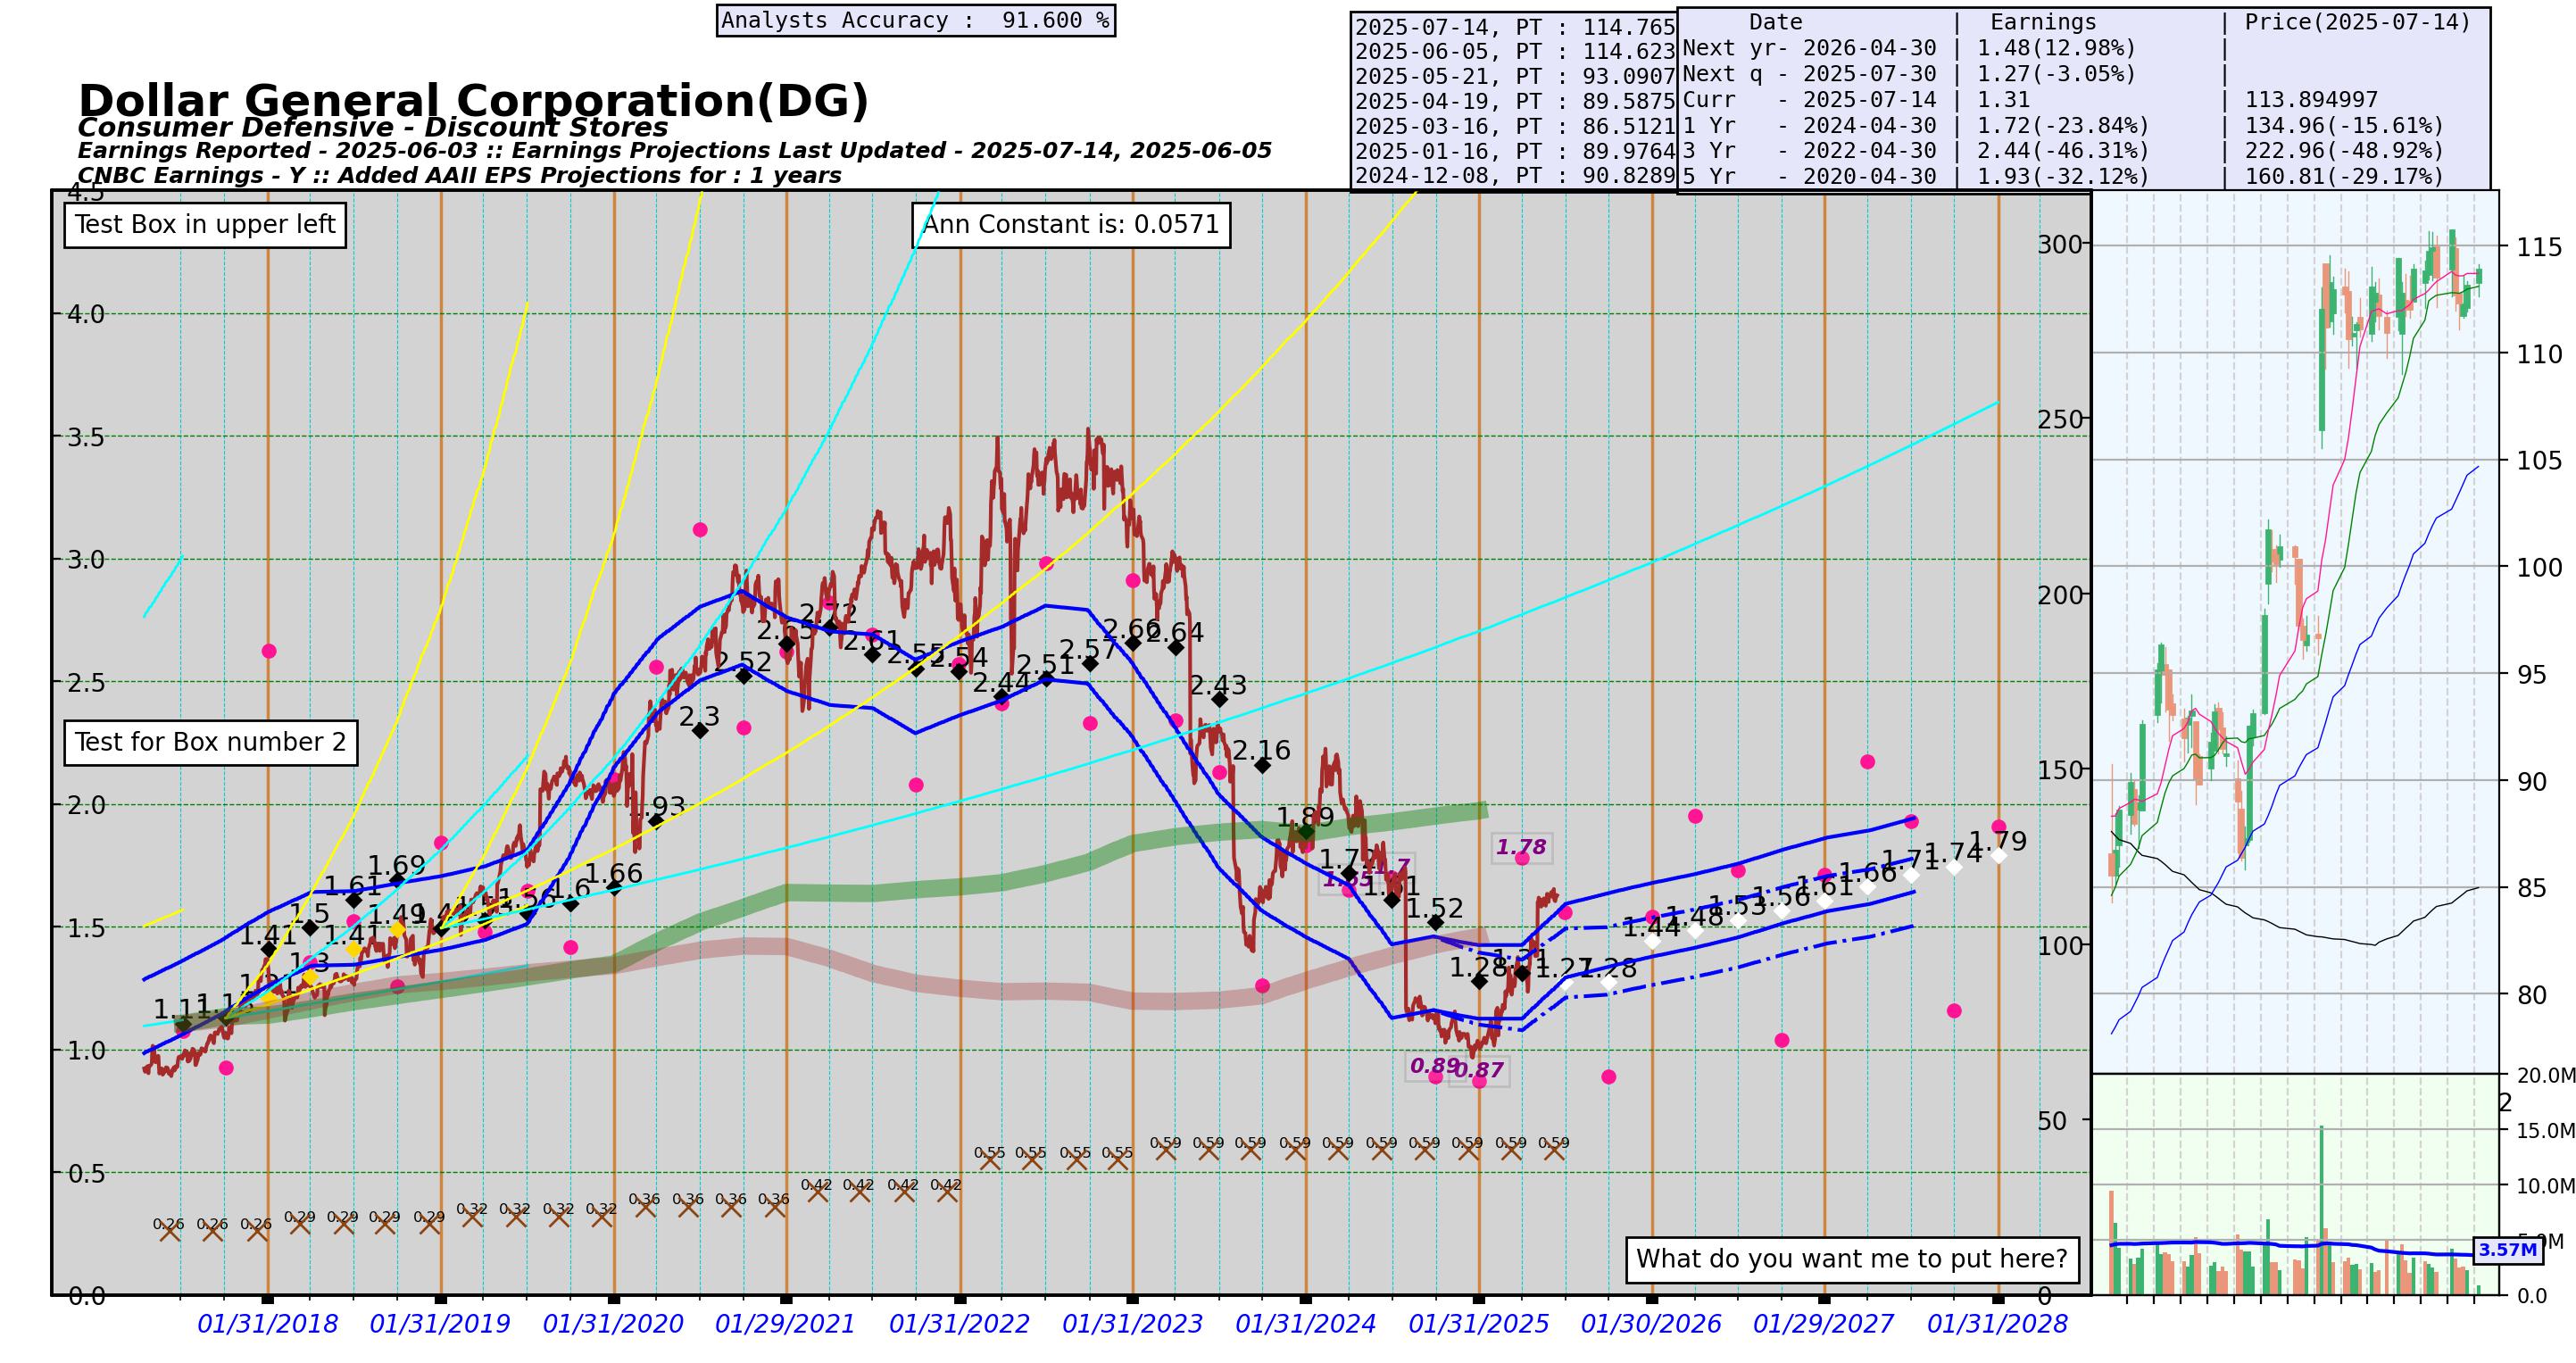 Analysts Accuracy :  91.600 %
2025-07-14, PT : 114.765
2025-06-05, PT : 114.623
2025-05-21, PT : 93.0907
2025-04-19, PT : 89.5875
2025-03-16, PT : 86.5121
2025-01-16, PT : 89.9764
2024-12-08, PT : 90.8289
Date | Earnings | Price(2025-07-14)
Next yr- 2026-04-30 | 1.48(12.98%) |
Next q - 2025-07-30 | 1.27(-3.05%) |
Curr - 2025-07-14 | 1.31 | 113.894997
1 Yr - 2024-04-30 | 1.72(-23.84%) | 134.96(-15.61%)
3 Yr - 2022-04-30 | 2.44(-46.31%) | 222.96(-48.92%)
5 Yr - 2020-04-30 | 1.93(-32.12%) | 160.81(-29.17%)
Dollar General Corporation(DG)
Consumer Defensive - Discount Stores
Earnings Reported - 2025-06-03 :: Earnings Projections Last Updated - 2025-07-14, 2025-06-05
CNBC Earnings - Y :: Added AAII EPS Projections for : 1 years
Test Box in upper left
Ann Constant is: 0.0571
Test for Box number 2
What do you want me to put here?
4.5
4.0
3.5
3.0
2.5
2.0
1.5
1.0
0.5
0.0
300
250
200
150
100
50
0
115
110
105
100
95
90
85
80
20.0M
2
15.0M
10.0M
3.57M
0.0
1.41
1.5
1.61
1.69
1.41
1.49
1.3
1.56
1.6
1.66
1.93
2.3
2.52
2.65
2.72
2.61
2.55
2.54
2.44
2.51
2.57
2.66
2.64
2.43
2.16
1.89
1.72
1.61
1.52
1.28
1.31
1.27
1.28
1.44
1.48
1.53
1.56
1.61
1.66
1.71
1.74
1.79
1.65
1.7
1.78
0.89
0.87
0.26 0.26 0.26 0.29 0.29 0.29 0.29 0.32 0.32 0.32 0.32 0.36 0.36 0.36 0.36 0.42 0.42 0.42 0.42 0.55 0.55 0.55 0.55 0.59 0.59 0.59 0.59 0.59 0.59 0.59 0.59 0.59 0.59
01/31/2018 01/31/2019 01/31/2020 01/29/2021 01/31/2022 01/31/2023 01/31/2024 01/31/2025 01/30/2026 01/29/2027 01/31/2028